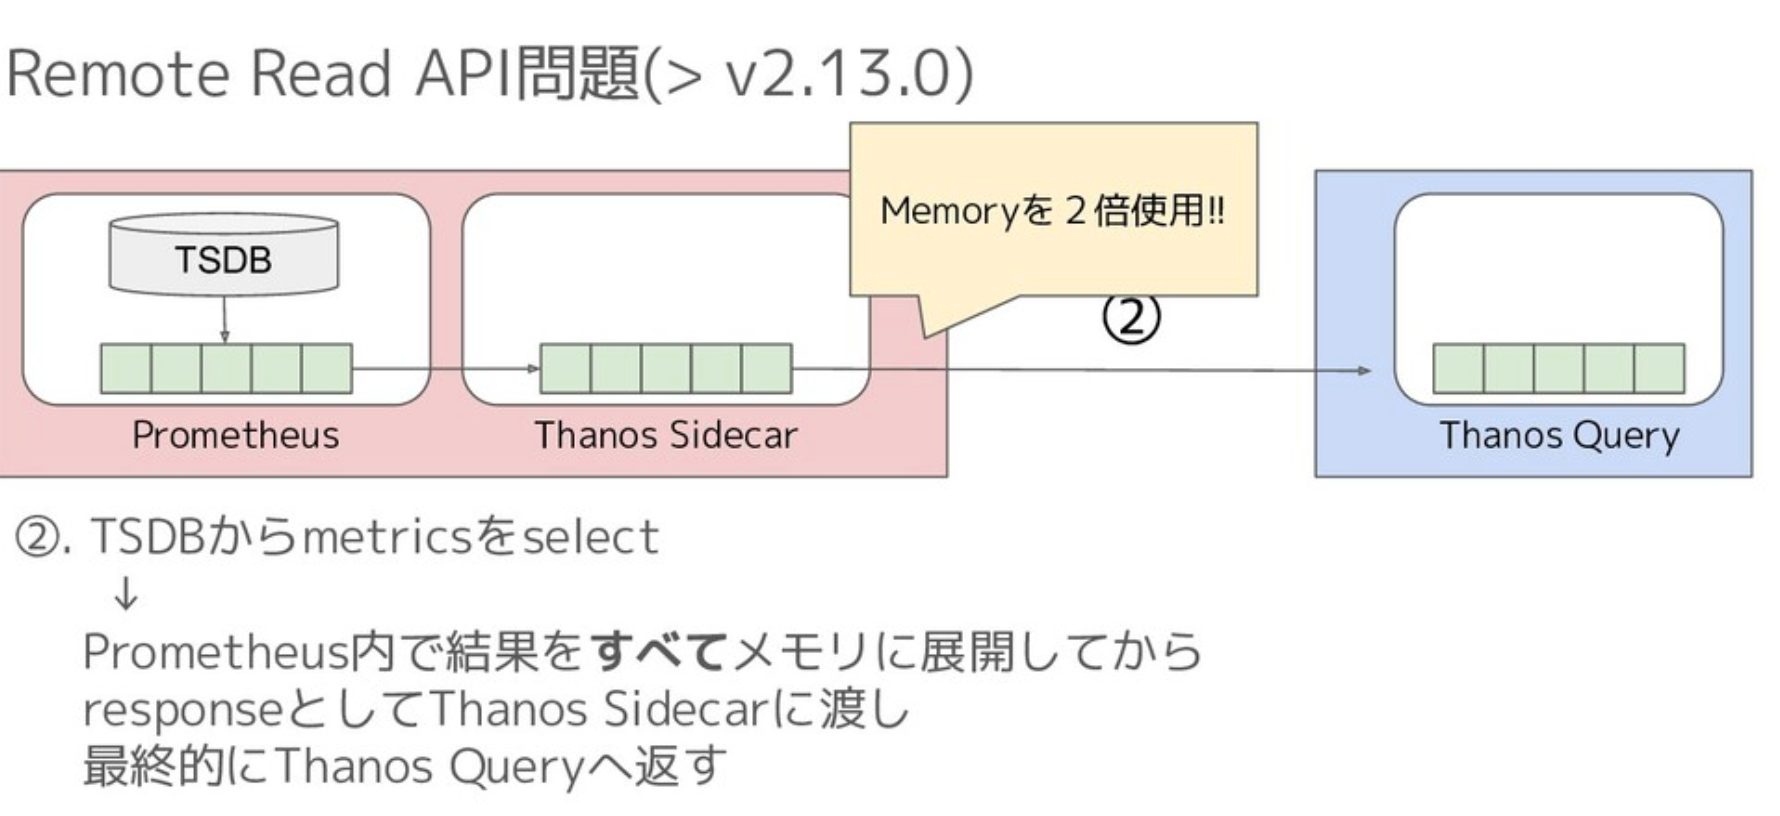 Remote Read API問題(> v2.13.0)
Memoryを２倍使用!!
TSDB
②
Prometheus
Thanos Sidecar
Thanos Query
②. TSDBからmetricsをselect
↓
Prometheus内で結果をすべてメモリに展開してから
responseとしてThanos Sidecarに渡し
最終的にThanos Queryへ返す